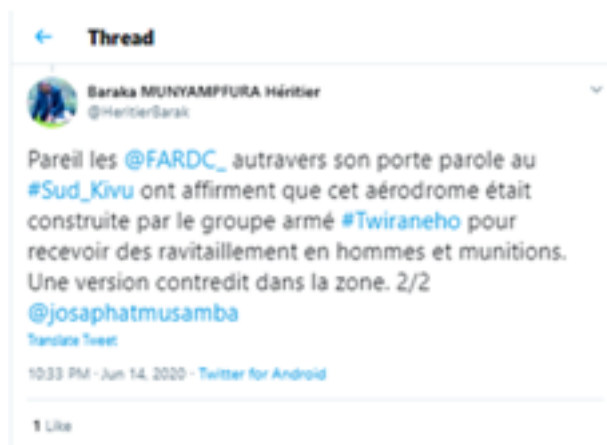 Thread
Baraka MUNYAMPFURA Héritier
@HeritierBarak
Pareil les @FARDC_ autravers son porte parole au
#Sud_Kivu ont affirment que cet aérodrome était
construite par le groupe armé #Twiraneho pour
recevoir des ravitaillement en hommes et munitions.
Une version contredit dans la zone. 2/2
@josaphatmusamba
Translate Tweet
10:33 PM · Jun 14, 2020 · Twitter for Android
1 Like